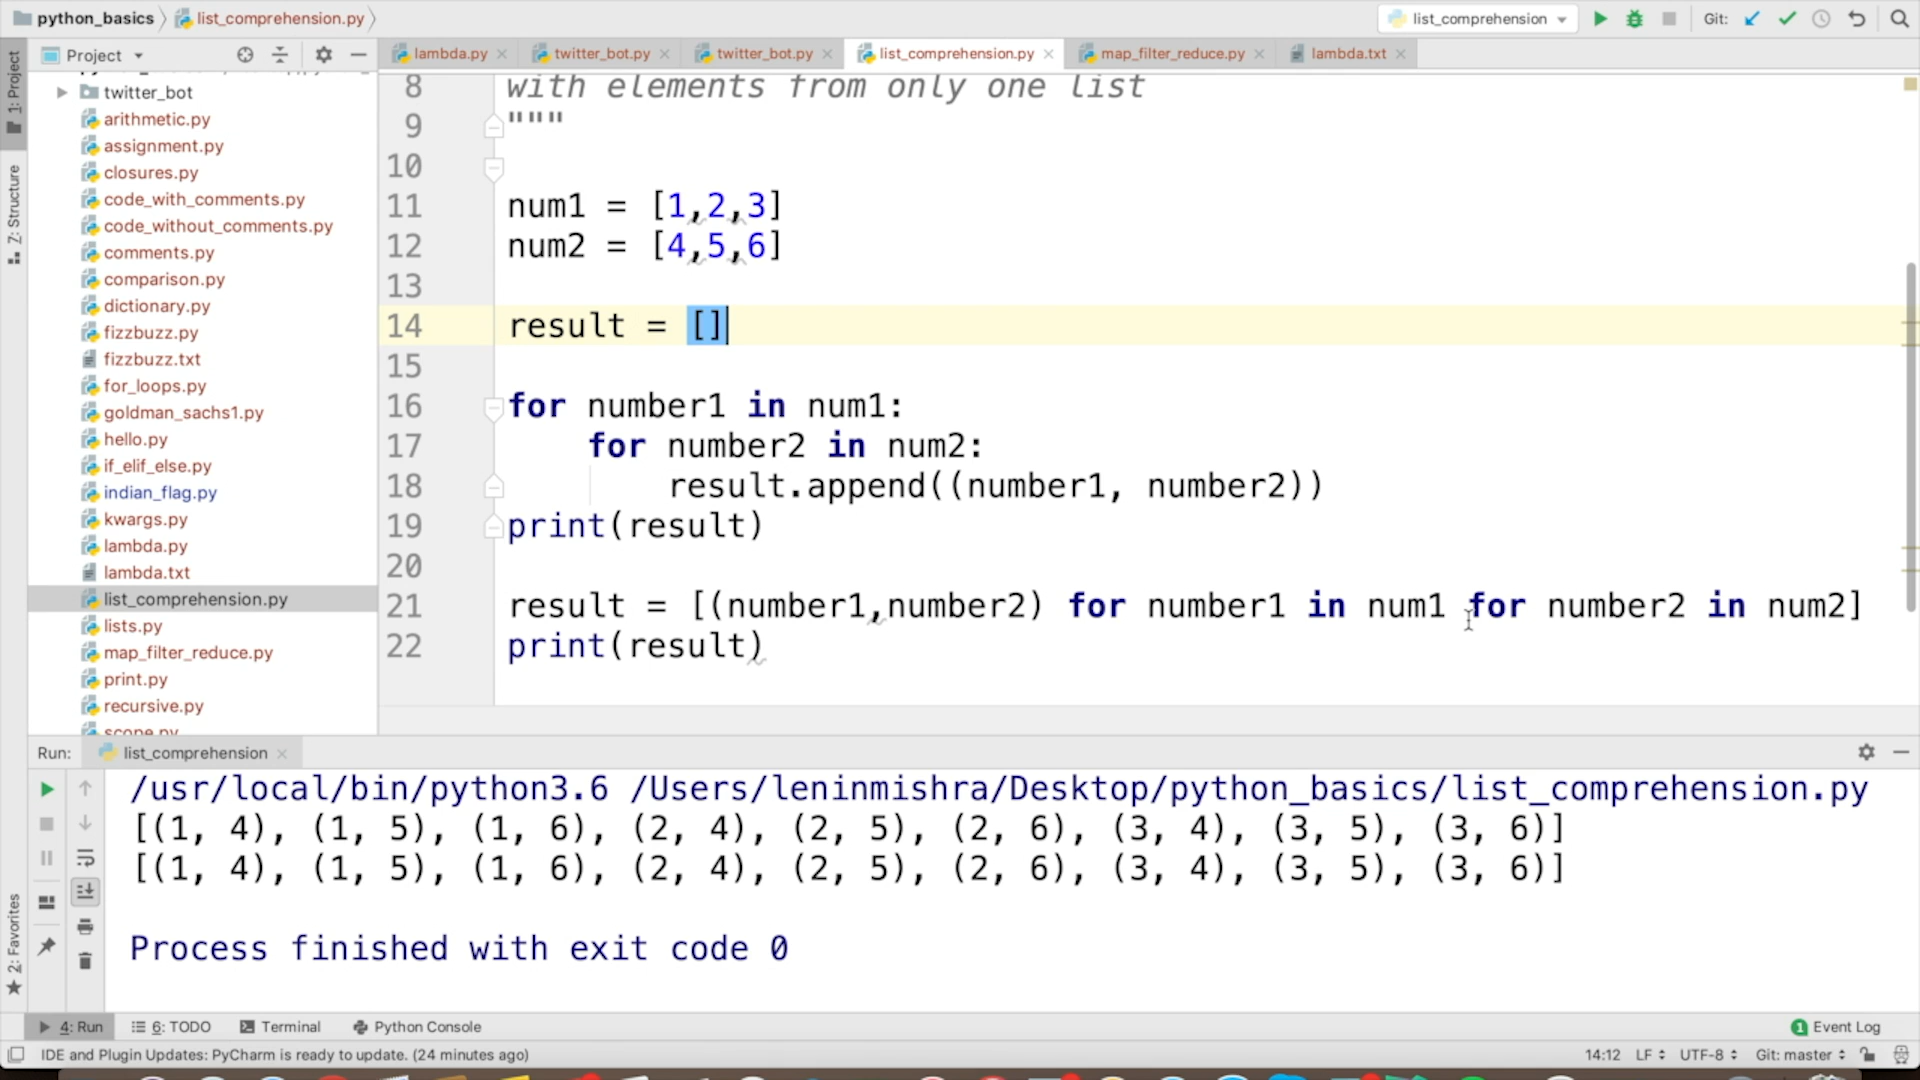 python_basics
list_comprehension.py
list_comprehension
Git:
Project
lambda.py
twitter_bot.py
twitter_bot.py
list_comprehension.py
map_filter_reduce.py
lambda.txt
1: Project
7: Structure
2: Favorites
twitter_bot
arithmetic.py
assignment.py
closures.py
code_with_comments.py
code_without_comments.py
comments.py
comparison.py
dictionary.py
fizzbuzz.py
fizzbuzz.txt
for_loops.py
goldman_sachs1.py
hello.py
if_elif_else.py
indian_flag.py
kwargs.py
lambda.py
lambda.txt
list_comprehension.py
lists.py
map_filter_reduce.py
print.py
recursive.py
scope.py
8 with elements from only one list
9 """
10
11 num1 = [1,2,3]
12 num2 = [4,5,6]
13
14 result = []
15
16 for number1 in num1:
17 for number2 in num2:
18 result.append((number1, number2))
19 print(result)
20
21 result = [(number1,number2) for number1 in num1 for number2 in num2]
22 print(result)
Run: list_comprehension
/usr/local/bin/python3.6 /Users/leninmishra/Desktop/python_basics/list_comprehension.py
[(1, 4), (1, 5), (1, 6), (2, 4), (2, 5), (2, 6), (3, 4), (3, 5), (3, 6)]
[(1, 4), (1, 5), (1, 6), (2, 4), (2, 5), (2, 6), (3, 4), (3, 5), (3, 6)]
Process finished with exit code 0
4: Run 6: TODO Terminal Python Console 1 Event Log
IDE and Plugin Updates: PyCharm is ready to update. (24 minutes ago) 14:12 LF UTF-8 Git: master